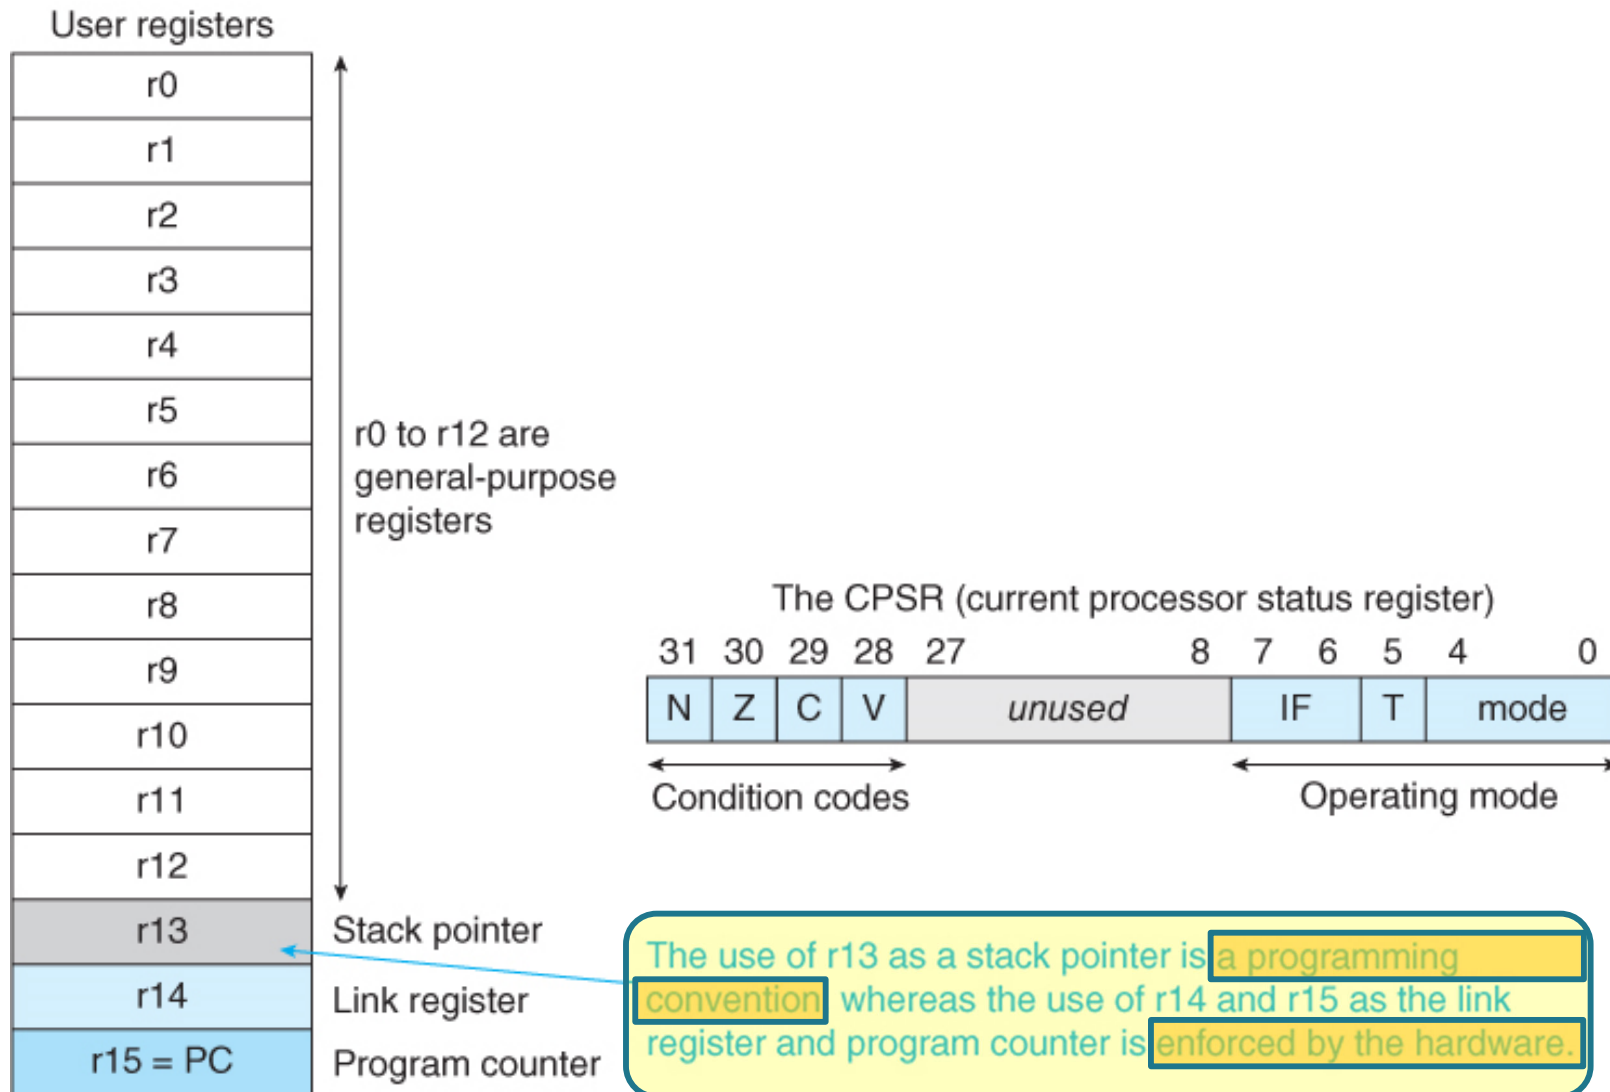 User registers
r0
r1
r2
r3
r4
r5
r6
r7
r8
r9
r10
r11
r12
r13
r14
r15 = PC
r0 to r12 are
general-purpose
registers
Stack pointer
Link register
Program counter
The CPSR (current processor status register)
31 30 29 28 27 8 7 6 5 4 0
N Z C V unused IF T mode
Condition codes
Operating mode
The use of r13 as a stack pointer is a programming
convention whereas the use of r14 and r15 as the link
register and program counter is enforced by the hardware.